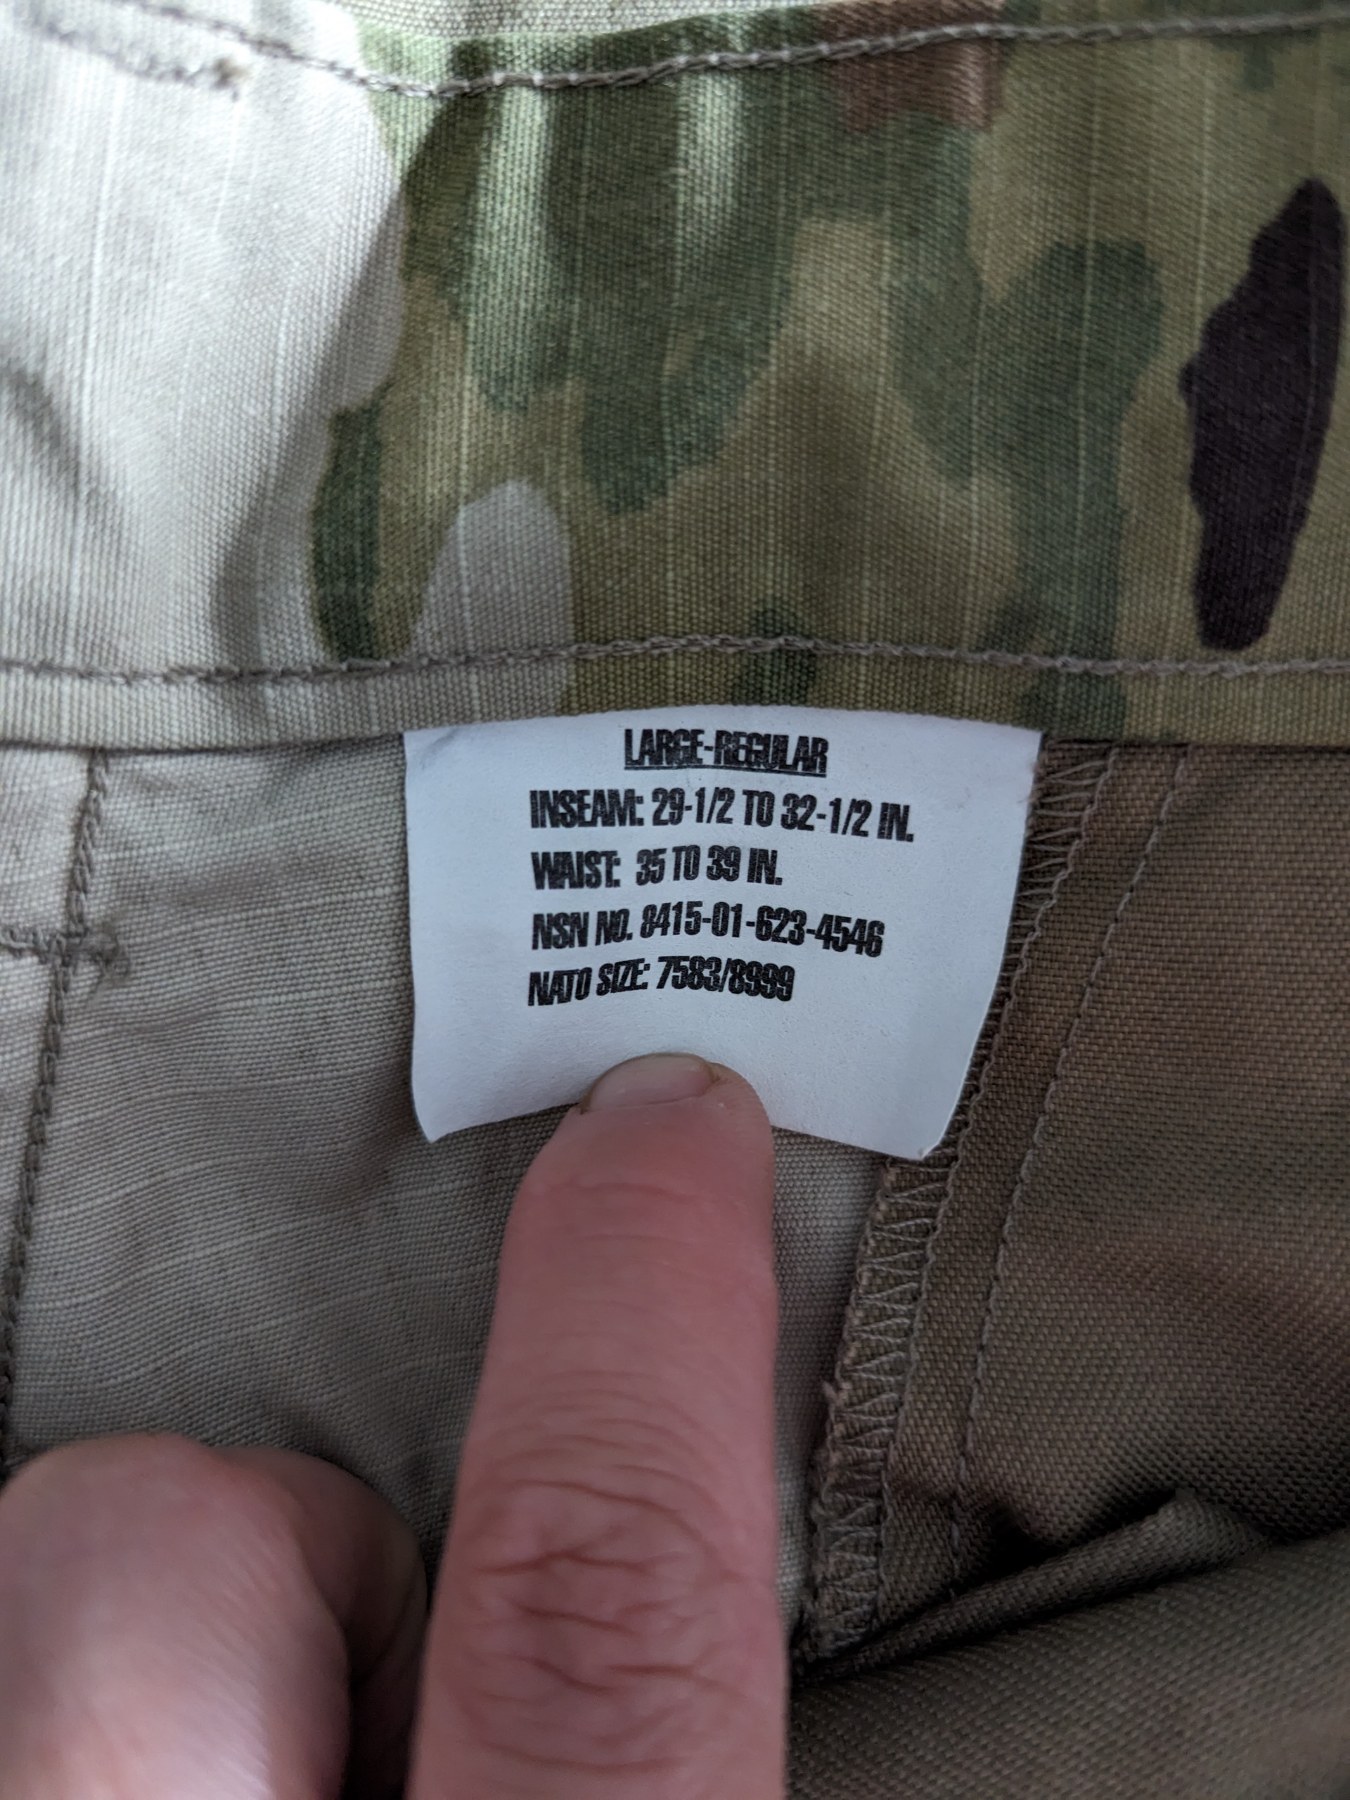 LARGE-REGULAR
INSEAM: 29-1/2 TO 32-1/2 IN.
WAIST: 35 TO 39 IN.
NSN NO. 8415-01-623-4546
NATO SIZE: 7583/8999